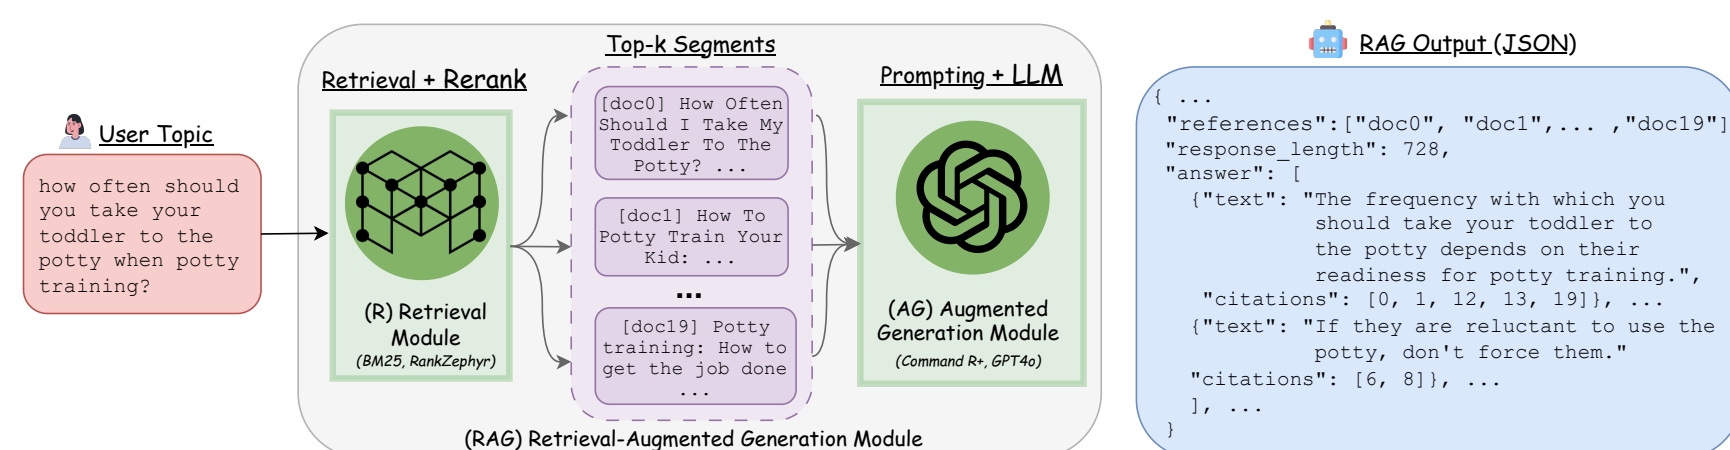 User Topic
how often should
you take your
toddler to the
potty when potty
training?
Retrieval + Rerank
(R) Retrieval
Module
(BM25, RankZephyr)
Top-k Segments
[doc0] How Often
Should I Take My
Toddler To The
Potty? ...
[doc1] How To
Potty Train Your
Kid: ...
...
[doc19] Potty
training: How to
get the job done
...
Prompting + LLM
(AG) Augmented
Generation Module
(Command R+, GPT4o)
(RAG) Retrieval-Augmented Generation Module
RAG Output (JSON)
{ ...
"references":["doc0", "doc1",... ,"doc19"]
"response_length": 728,
"answer": [
{"text": "The frequency with which you
should take your toddler to
the potty depends on their
readiness for potty training.",
"citations": [0, 1, 12, 13, 19]}, ...
{"text": "If they are reluctant to use the
potty, don't force them."
"citations": [6, 8]}, ...
], ...
}